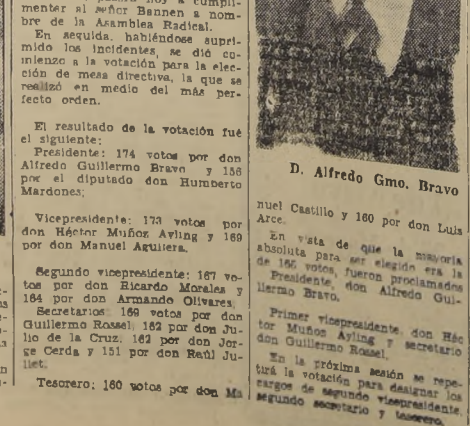 mentar al señor Bannen a nom-
bre de la Asamblea Radical.
En seguida, habiéndose supri-
mido los incidentes, se dió co-
mienzo a la votación para la elec-
ción de mesa directiva, la que se
realizó en medio del más per-
fecto orden.
El resultado de la votación fué
el siguiente:
Presidente: 174 votos por don
Alfredo Guillermo Bravo y 156
por el diputado don Humberto
Mardones;
Vicepresidente: 173 votos por
don Héctor Muñoz Ayling y 169
por don Manuel Aguilera.
Segundo vicepresidente: 167 vo-
tos por don Ricardo Morales y
164 por don Armando Olivares;
Secretarios: 169 votos por don
Guillermo Rossel, 162 por don Ju-
lio de la Cruz, 162 por don Jor-
ge Cerda y 151 por don Raúl Ju-
liet.
Tesorero: 160 votos por don Ma
D. Alfredo Gmo. Bravo
nuel Castillo y 160 por don Luis
Arce.
En vista de que la mayoría
absoluta para ser elegido era la
de 166 votos, fueron proclamados
Presidente, don Alfredo Gui-
llermo Bravo.
Primer vicepresidente, don Héc
tor Muñoz Ayling y secretario
don Guillermo Rossel.
En la próxima sesión se repe-
tirá la votación para designar los
cargos de segundo vicepresidente,
segundo secretario y tesorero.